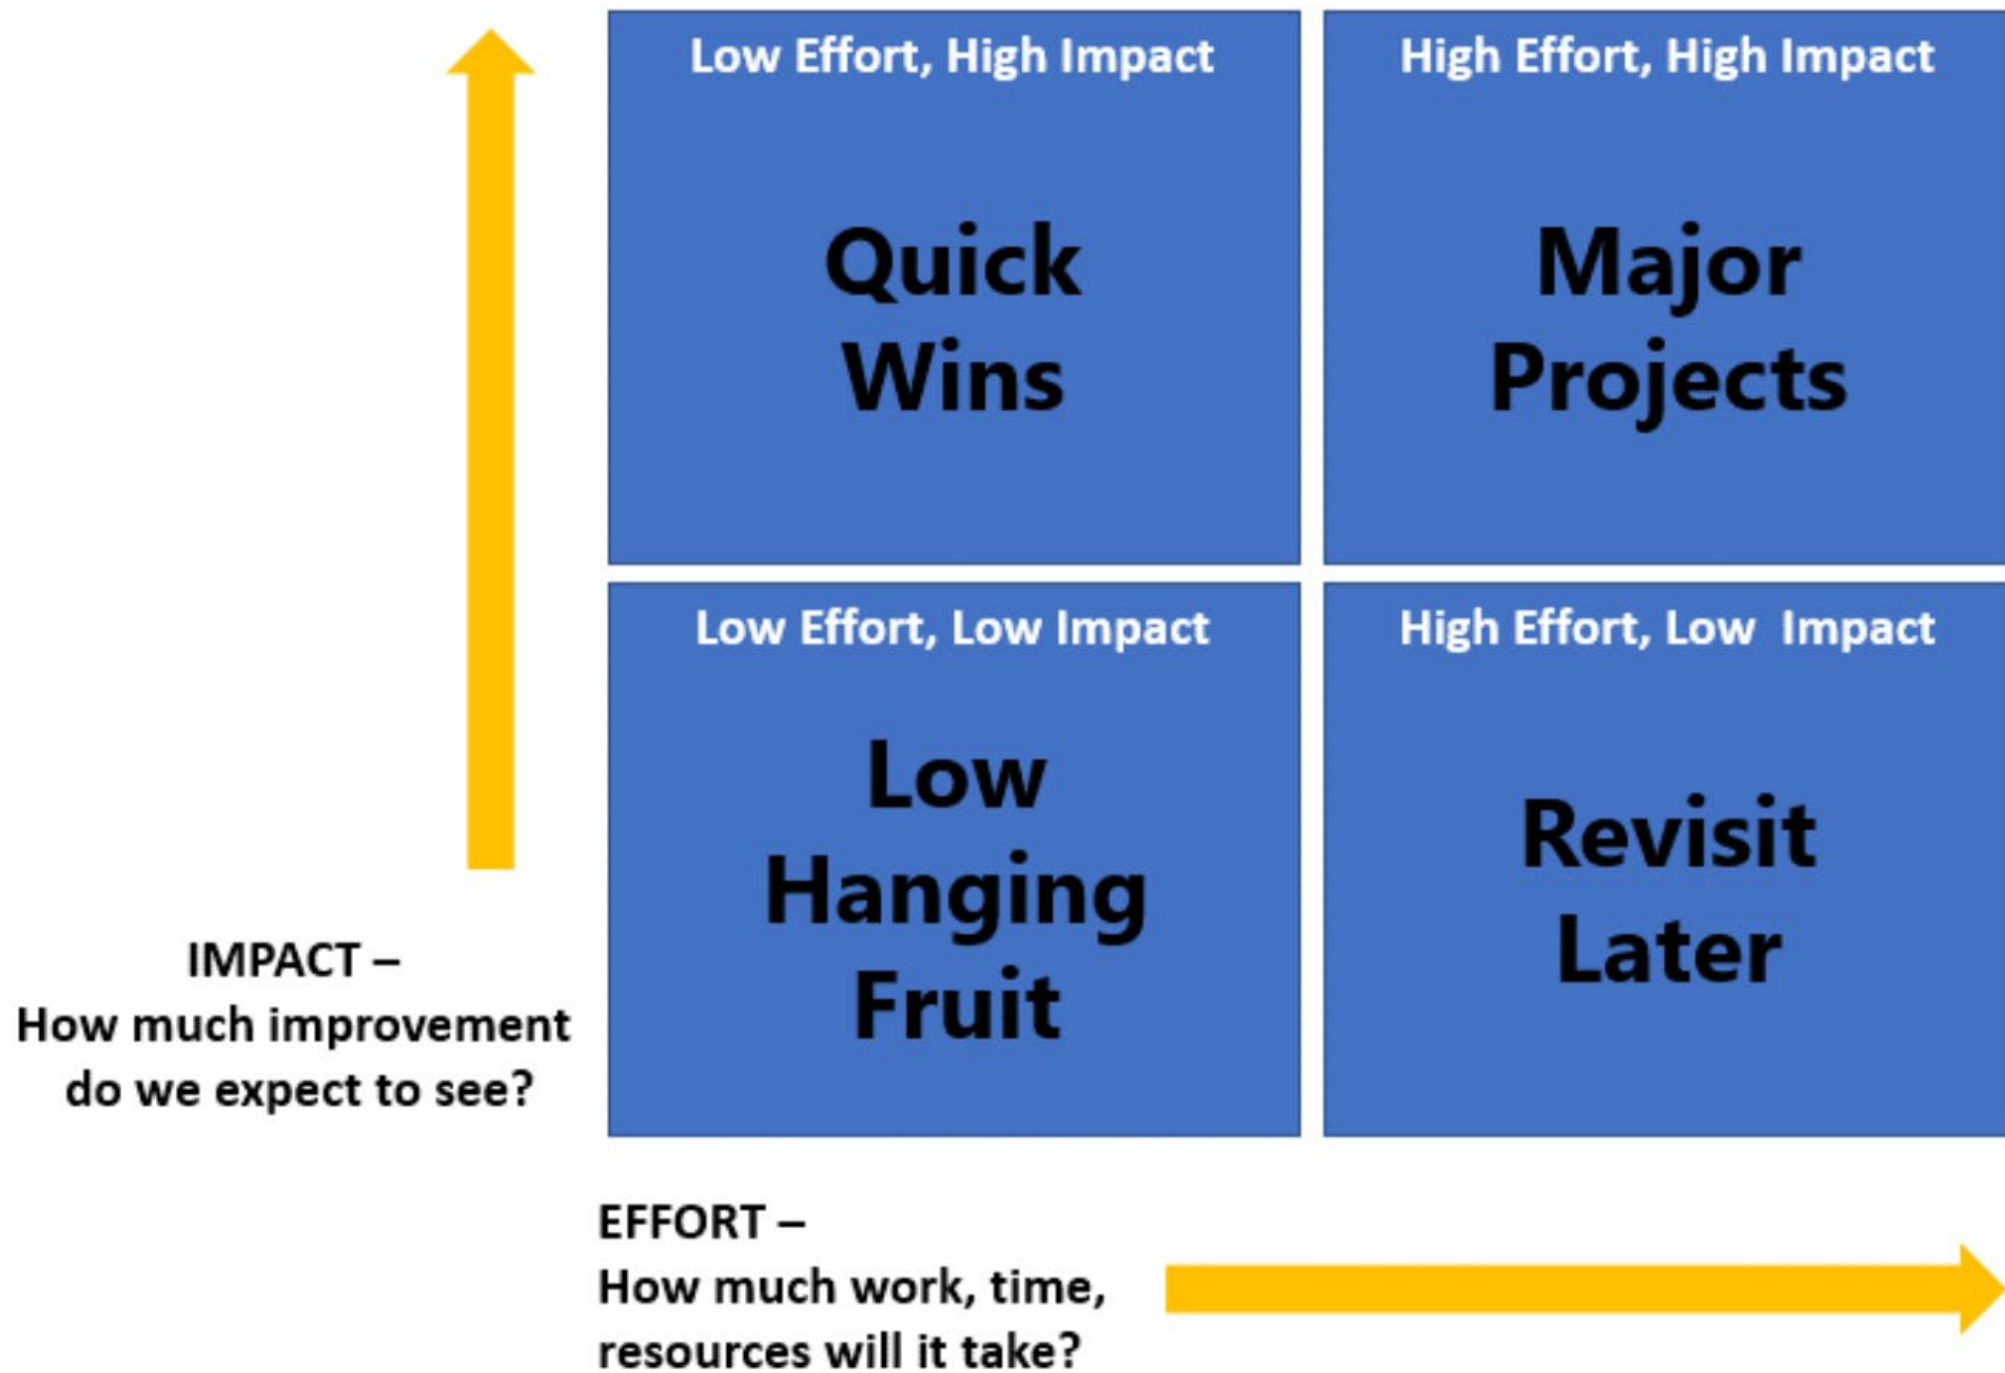 Low Effort, High Impact
Quick
Wins
High Effort, High Impact
Major
Projects
Low Effort, Low Impact
Low
Hanging
Fruit
High Effort, Low  Impact
Revisit
Later
IMPACT –
How much improvement
do we expect to see?
EFFORT –
How much work, time,
resources will it take?